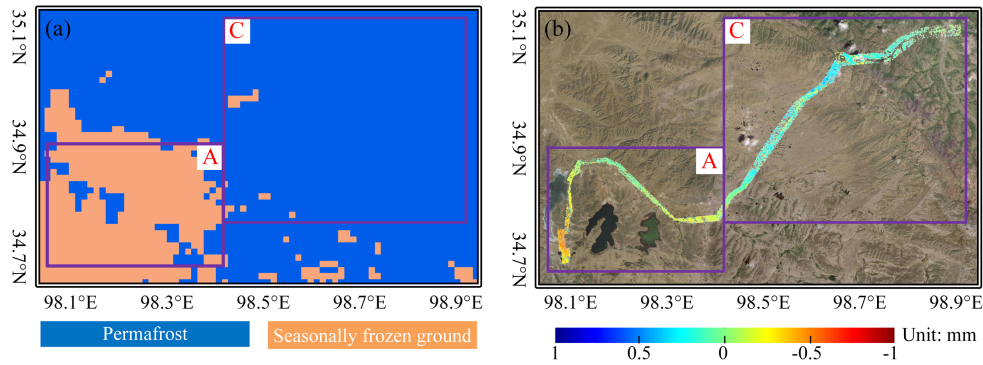 (a)
C
A
35.1°N
34.9°N
34.7°N
98.1°E 98.3°E 98.5°E 98.7°E 98.9°E
Permafrost
Seasonally frozen ground
(b)
C
A
35.1°N
34.9°N
34.7°N
98.1°E 98.3°E 98.5°E 98.7°E 98.9°E
1 0.5 0 -0.5 -1
Unit: mm